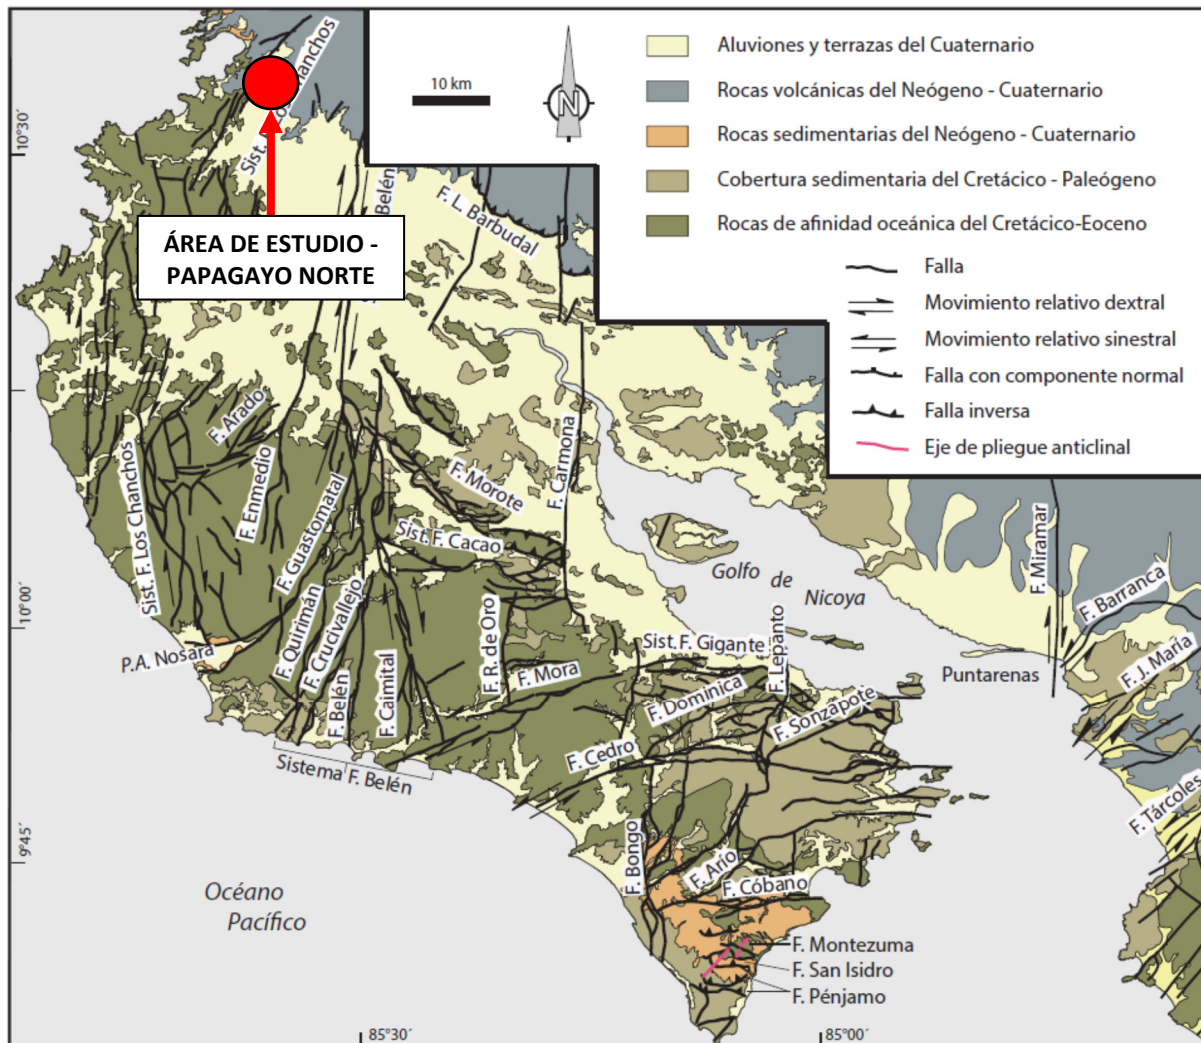 Aluviones y terrazas del Cuaternario
Rocas volcánicas del Neógeno - Cuaternario
Rocas sedimentarias del Neógeno - Cuaternario
Cobertura sedimentaria del Cretácico - Paleógeno
Rocas de afinidad oceánica del Cretácico-Eoceno
Falla
Movimiento relativo dextral
Movimiento relativo sinestral
Falla con componente normal
Falla inversa
Eje de pliegue anticlinal
10 km
N
10°30´
ÁREA DE ESTUDIO -
PAPAGAYO NORTE
Belén
F. L. Barbudal
F. Arado
F. Enmedio
Sist. F. Los Chanchos
F. Guastomatal
F. Morote
F. Carmona
Sist. F. Cacao
Golfo de
Nicoya
F. Miramar
F. Barranca
10°00´
P.A. Nosara
F. Quirimán
F. Crucivallejo
F. Belén
F. Caimital
F. R. de Oro
F. Mora
Sist. F. Gigante
F. Lepanto
F. Dominica
F. Sonzapote
Puntarenas
F. J. María
F. Cedro
Sistema F. Belén
F. Tárcoles
9°45´
F. Bongo
F. Ario
F. Cóbano
Océano
Pacífico
F. Montezuma
F. San Isidro
F. Pénjamo
85°30´
85°00´